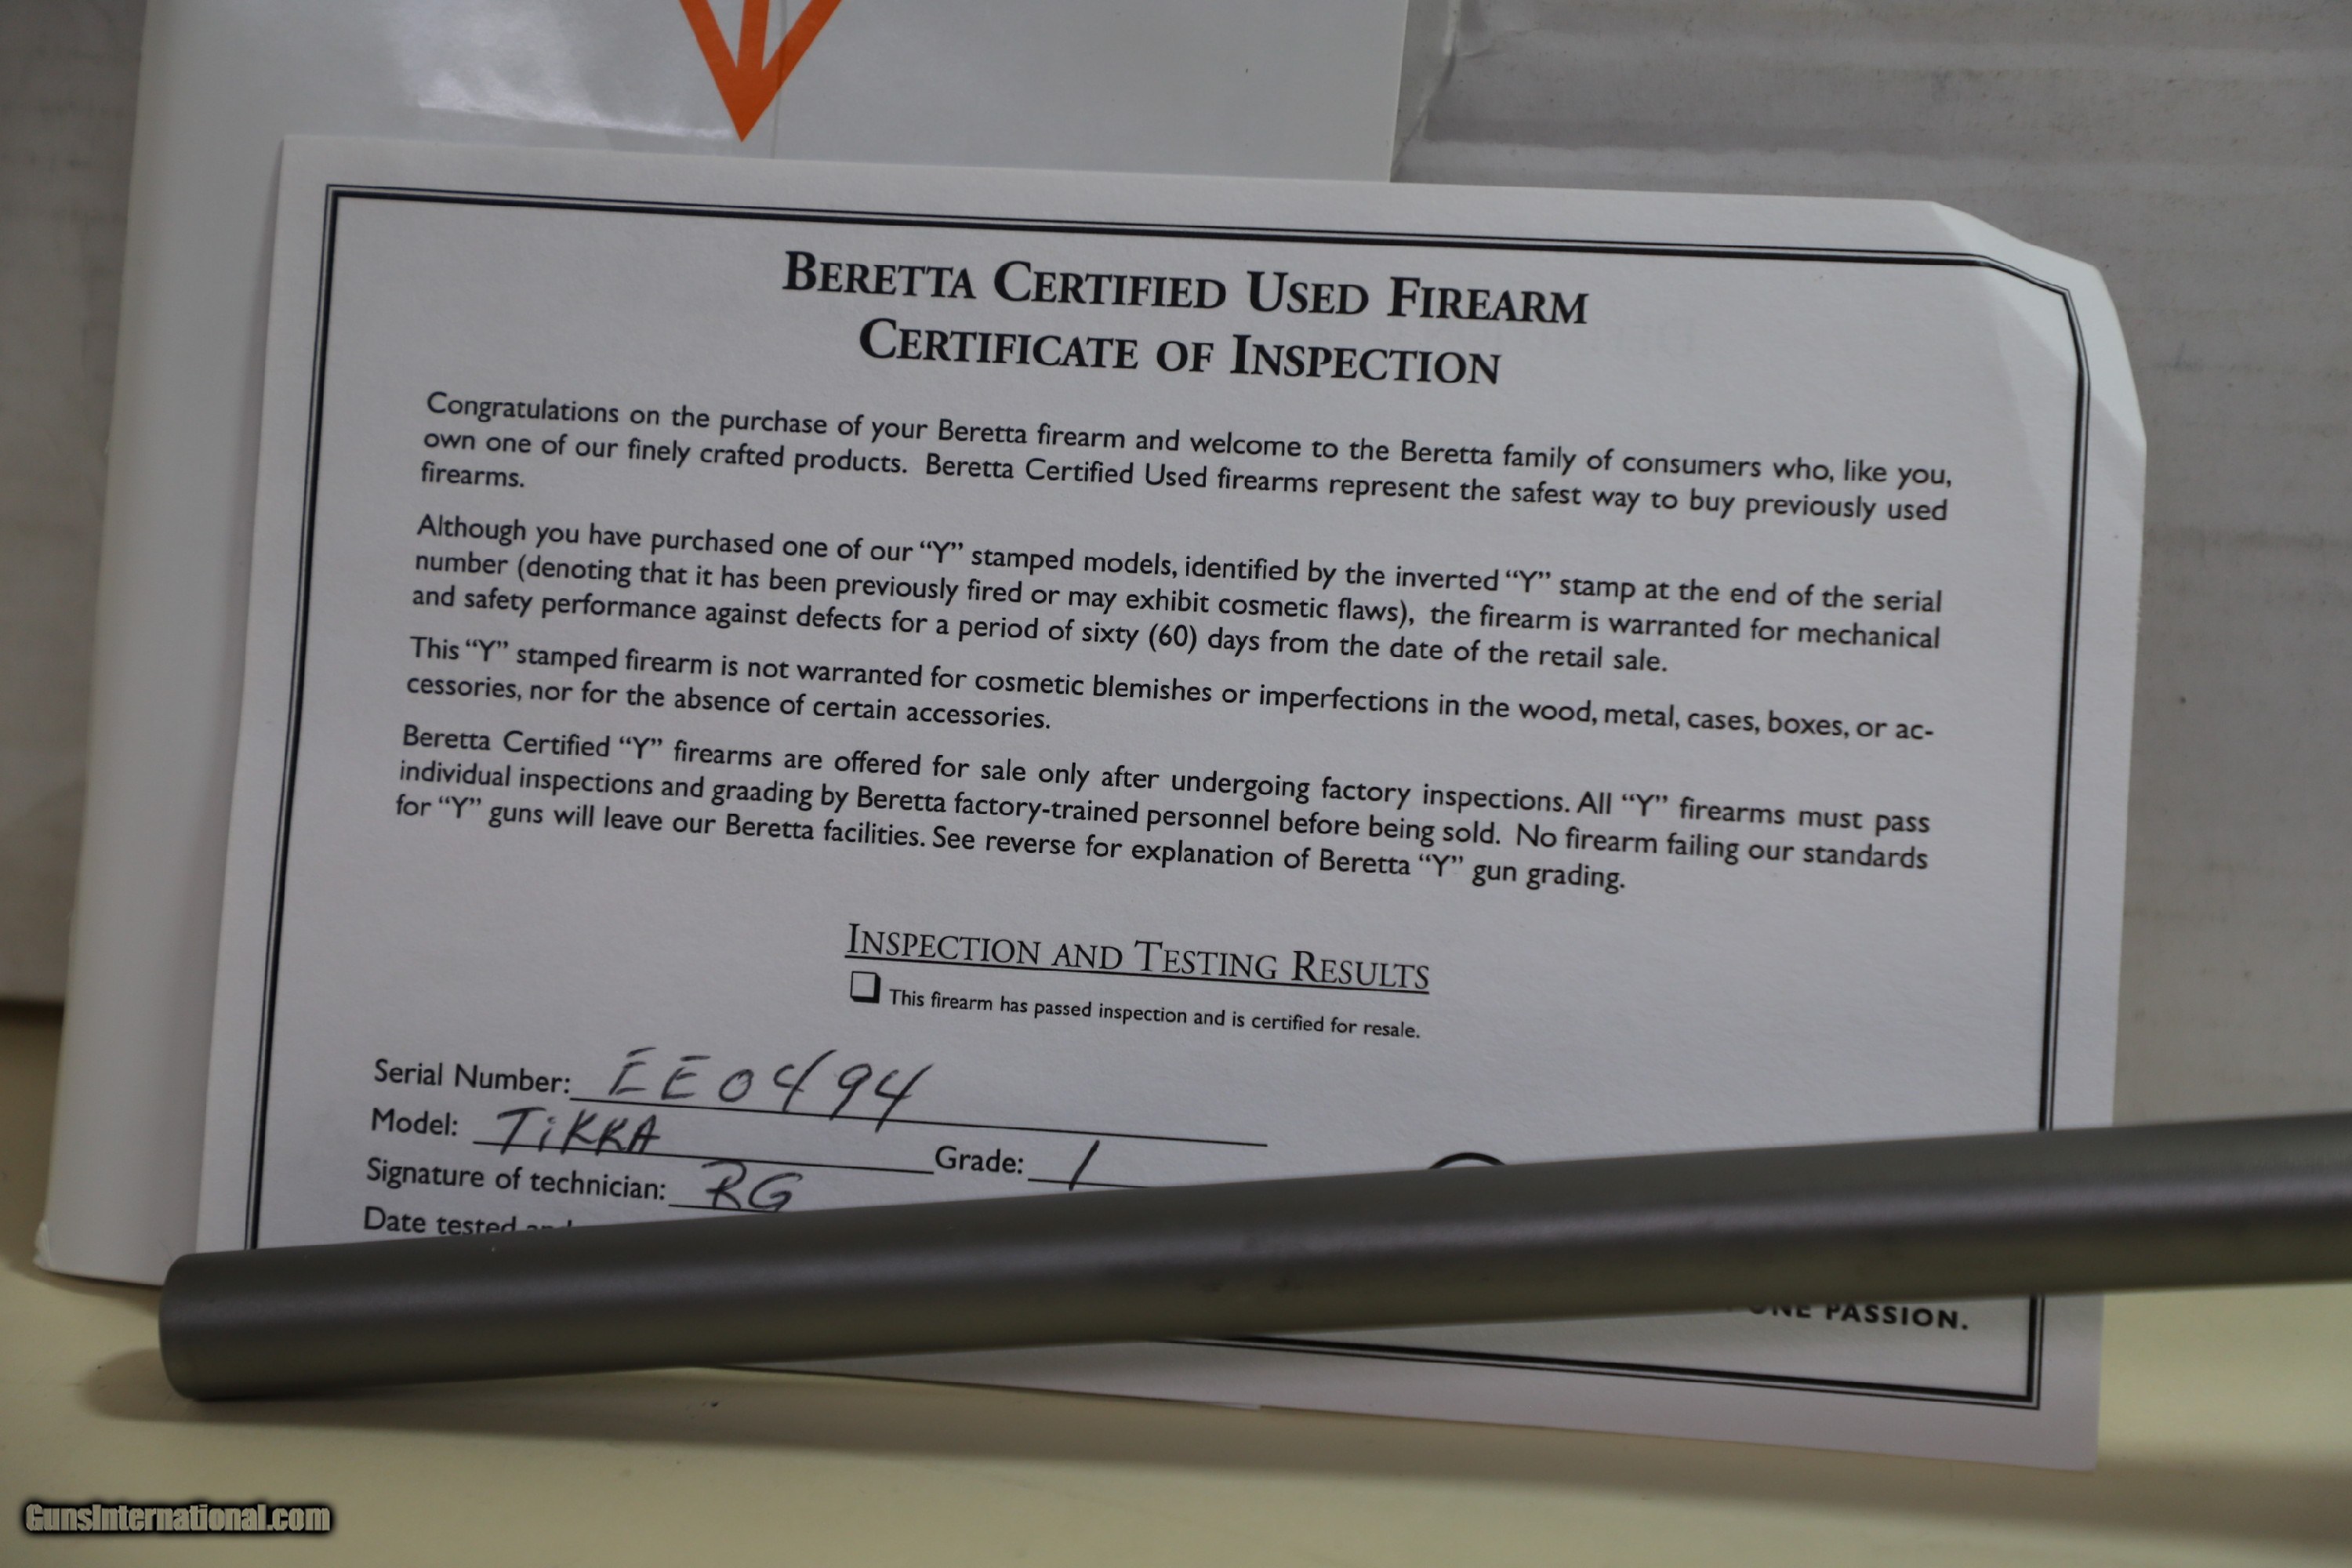 BERETTA CERTIFIED USED FIREARM
CERTIFICATE OF INSPECTION
Congratulations on the purchase of your Beretta firearm and welcome to the Beretta family of consumers who, like you,
own one of our finely crafted products. Beretta Certified Used firearms represent the safest way to buy previously used
firearms.
Although you have purchased one of our “Y” stamped models, identified by the inverted “Y” stamp at the end of the serial
number (denoting that it has been previously fired or may exhibit cosmetic flaws), the firearm is warranted for mechanical
and safety performance against defects for a period of sixty (60) days from the date of the retail sale.
This “Y” stamped firearm is not warranted for cosmetic blemishes or imperfections in the wood, metal, cases, boxes, or ac-
cessories, nor for the absence of certain accessories.
Beretta Certified “Y” firearms are offered for sale only after undergoing factory inspections. All “Y” firearms must pass
individual inspections and graading by Beretta factory-trained personnel before being sold. No firearm failing our standards
for “Y” guns will leave our Beretta facilities. See reverse for explanation of Beretta “Y” gun grading.
INSPECTION AND TESTING RESULTS
This firearm has passed inspection and is certified for resale.
Serial Number: EE0494
Model: TiKKA Grade: 1
Signature of technician: RG
Date tested
ONE PASSION.
GunsInternational.com